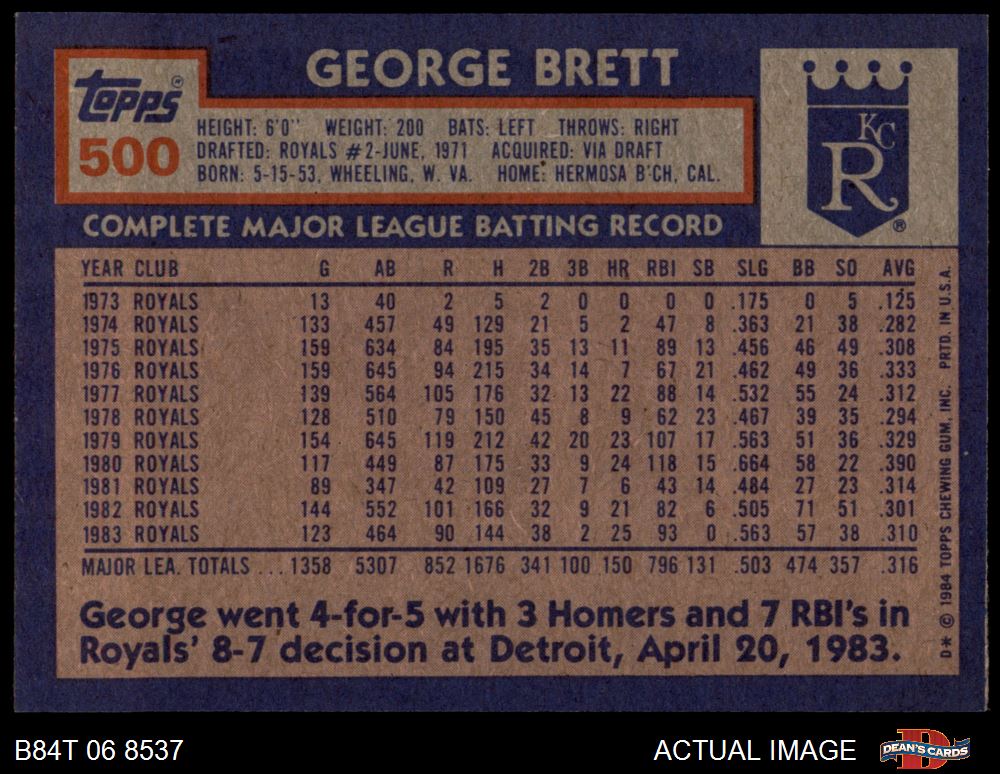 GEORGE BRETT
Topps®
500
HEIGHT: 6'0" WEIGHT: 200 BATS: LEFT THROWS: RIGHT
DRAFTED: ROYALS #2-JUNE, 1971 ACQUIRED: VIA DRAFT
BORN: 5-15-53, WHEELING, W. VA. HOME: HERMOSA B'CH, CAL.
KC
R
®
COMPLETE MAJOR LEAGUE BATTING RECORD
YEAR CLUB G AB R H 2B 3B HR RBI SB SLG BB SO AVG
1973 ROYALS 13 40 2 5 2 0 0 0 0 .175 0 5 .125
1974 ROYALS 133 457 49 129 21 5 2 47 8 .363 21 38 .282
1975 ROYALS 159 634 84 195 35 13 11 89 13 .456 46 49 .308
1976 ROYALS 159 645 94 215 34 14 7 67 21 .462 49 36 .333
1977 ROYALS 139 564 105 176 32 13 22 88 14 .532 55 24 .312
1978 ROYALS 128 510 79 150 45 8 9 62 23 .467 39 35 .294
1979 ROYALS 154 645 119 212 42 20 23 107 17 .563 51 36 .329
1980 ROYALS 117 449 87 175 33 9 24 118 15 .664 58 22 .390
1981 ROYALS 89 347 42 109 27 7 6 43 14 .484 27 23 .314
1982 ROYALS 144 552 101 166 32 9 21 82 6 .505 71 51 .301
1983 ROYALS 123 464 90 144 38 2 25 93 0 .563 57 38 .310
MAJOR LEA. TOTALS ... 1358 5307 852 1676 341 100 150 796 131 .503 474 357 .316
George went 4-for-5 with 3 Homers and 7 RBI's in
Royals' 8-7 decision at Detroit, April 20, 1983.
D* © 1984 TOPPS CHEWING GUM, INC. PRTD. IN U.S.A.
B84T 06 8537
ACTUAL IMAGE
DEAN'S CARDS